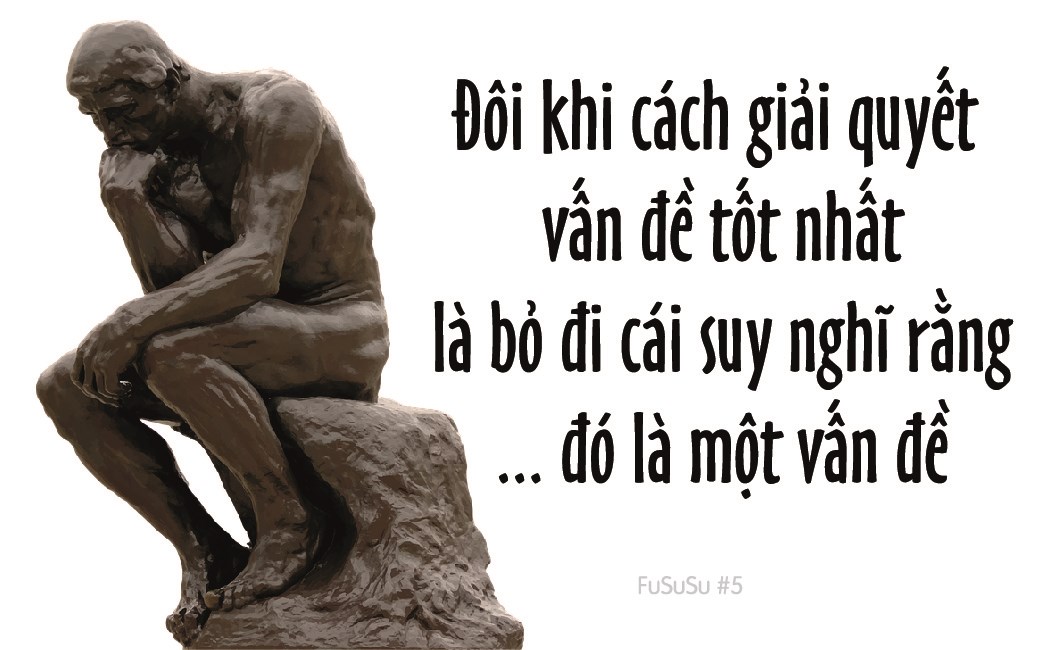 Đôi khi cách giải quyết
vấn đề tốt nhất
là bỏ đi cái suy nghĩ rằng
... đó là một vấn đề
FuSuSu #5